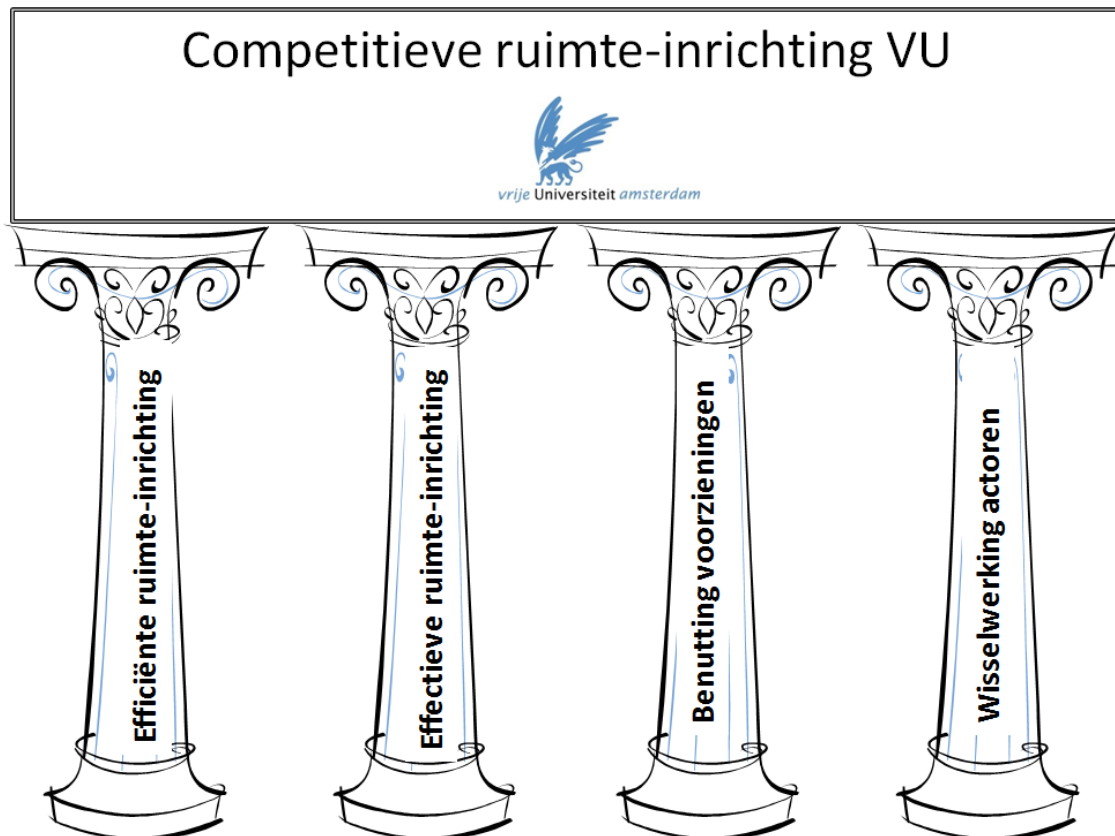 Competitieve ruimte-inrichting VU
vrije Universiteit amsterdam
Efficiënte ruimte-inrichting
Effectieve ruimte-inrichting
Benutting voorzieningen
Wisselwerking actoren